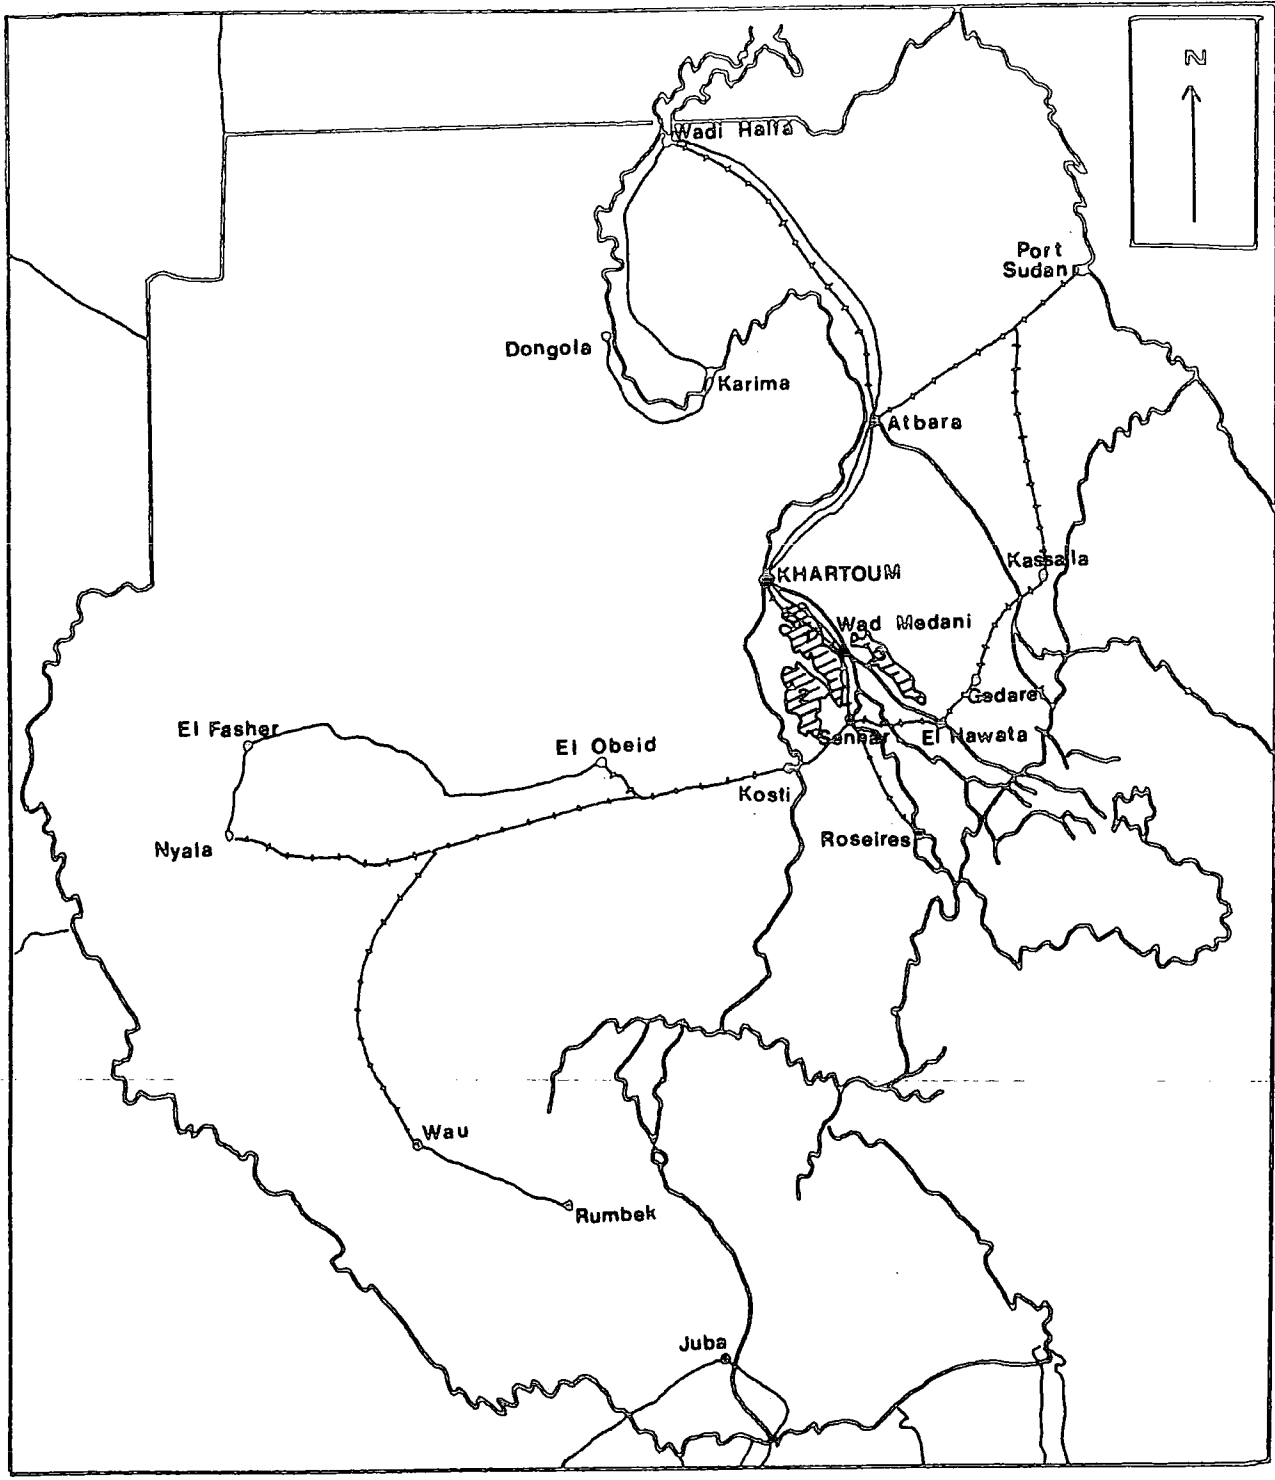 N
Wadi Halfa
Port
Sudan
Dongola
Karima
Atbara
Kassala
KHARTOUM
Wad Medani
Gedaref
El Fasher
El Obeid
Sennar
El Hawata
Kosti
Nyala
Roseires
Wau
Rumbek
Juba